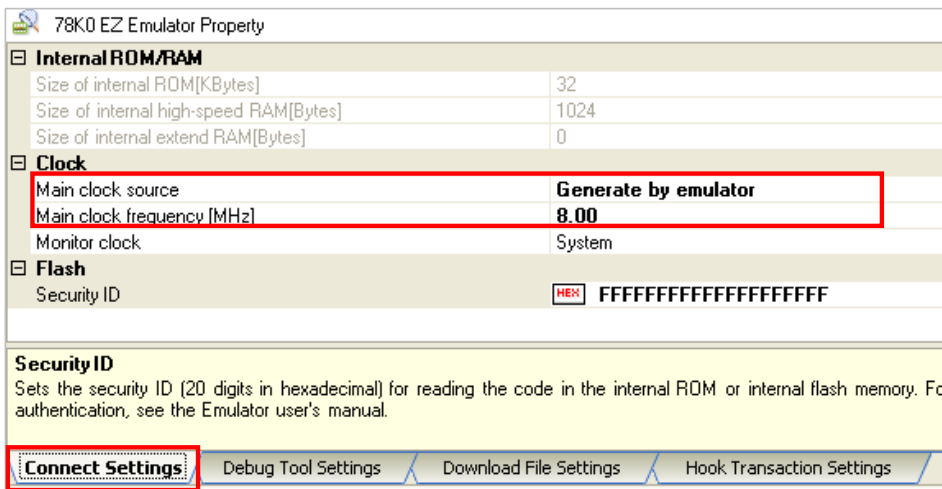 78K0 EZ Emulator Property
Internal ROM/RAM
Size of internal ROM[KBytes] 32
Size of internal high-speed RAM[Bytes] 1024
Size of internal extend RAM[Bytes] 0
Clock
Main clock source Generate by emulator
Main clock frequency [MHz] 8.00
Monitor clock System
Flash
Security ID HEX FFFFFFFFFFFFFFFFFFFF
Security ID
Sets the security ID (20 digits in hexadecimal) for reading the code in the internal ROM or internal flash memory. Fo
authentication, see the Emulator user's manual.
Connect Settings Debug Tool Settings Download File Settings Hook Transaction Settings